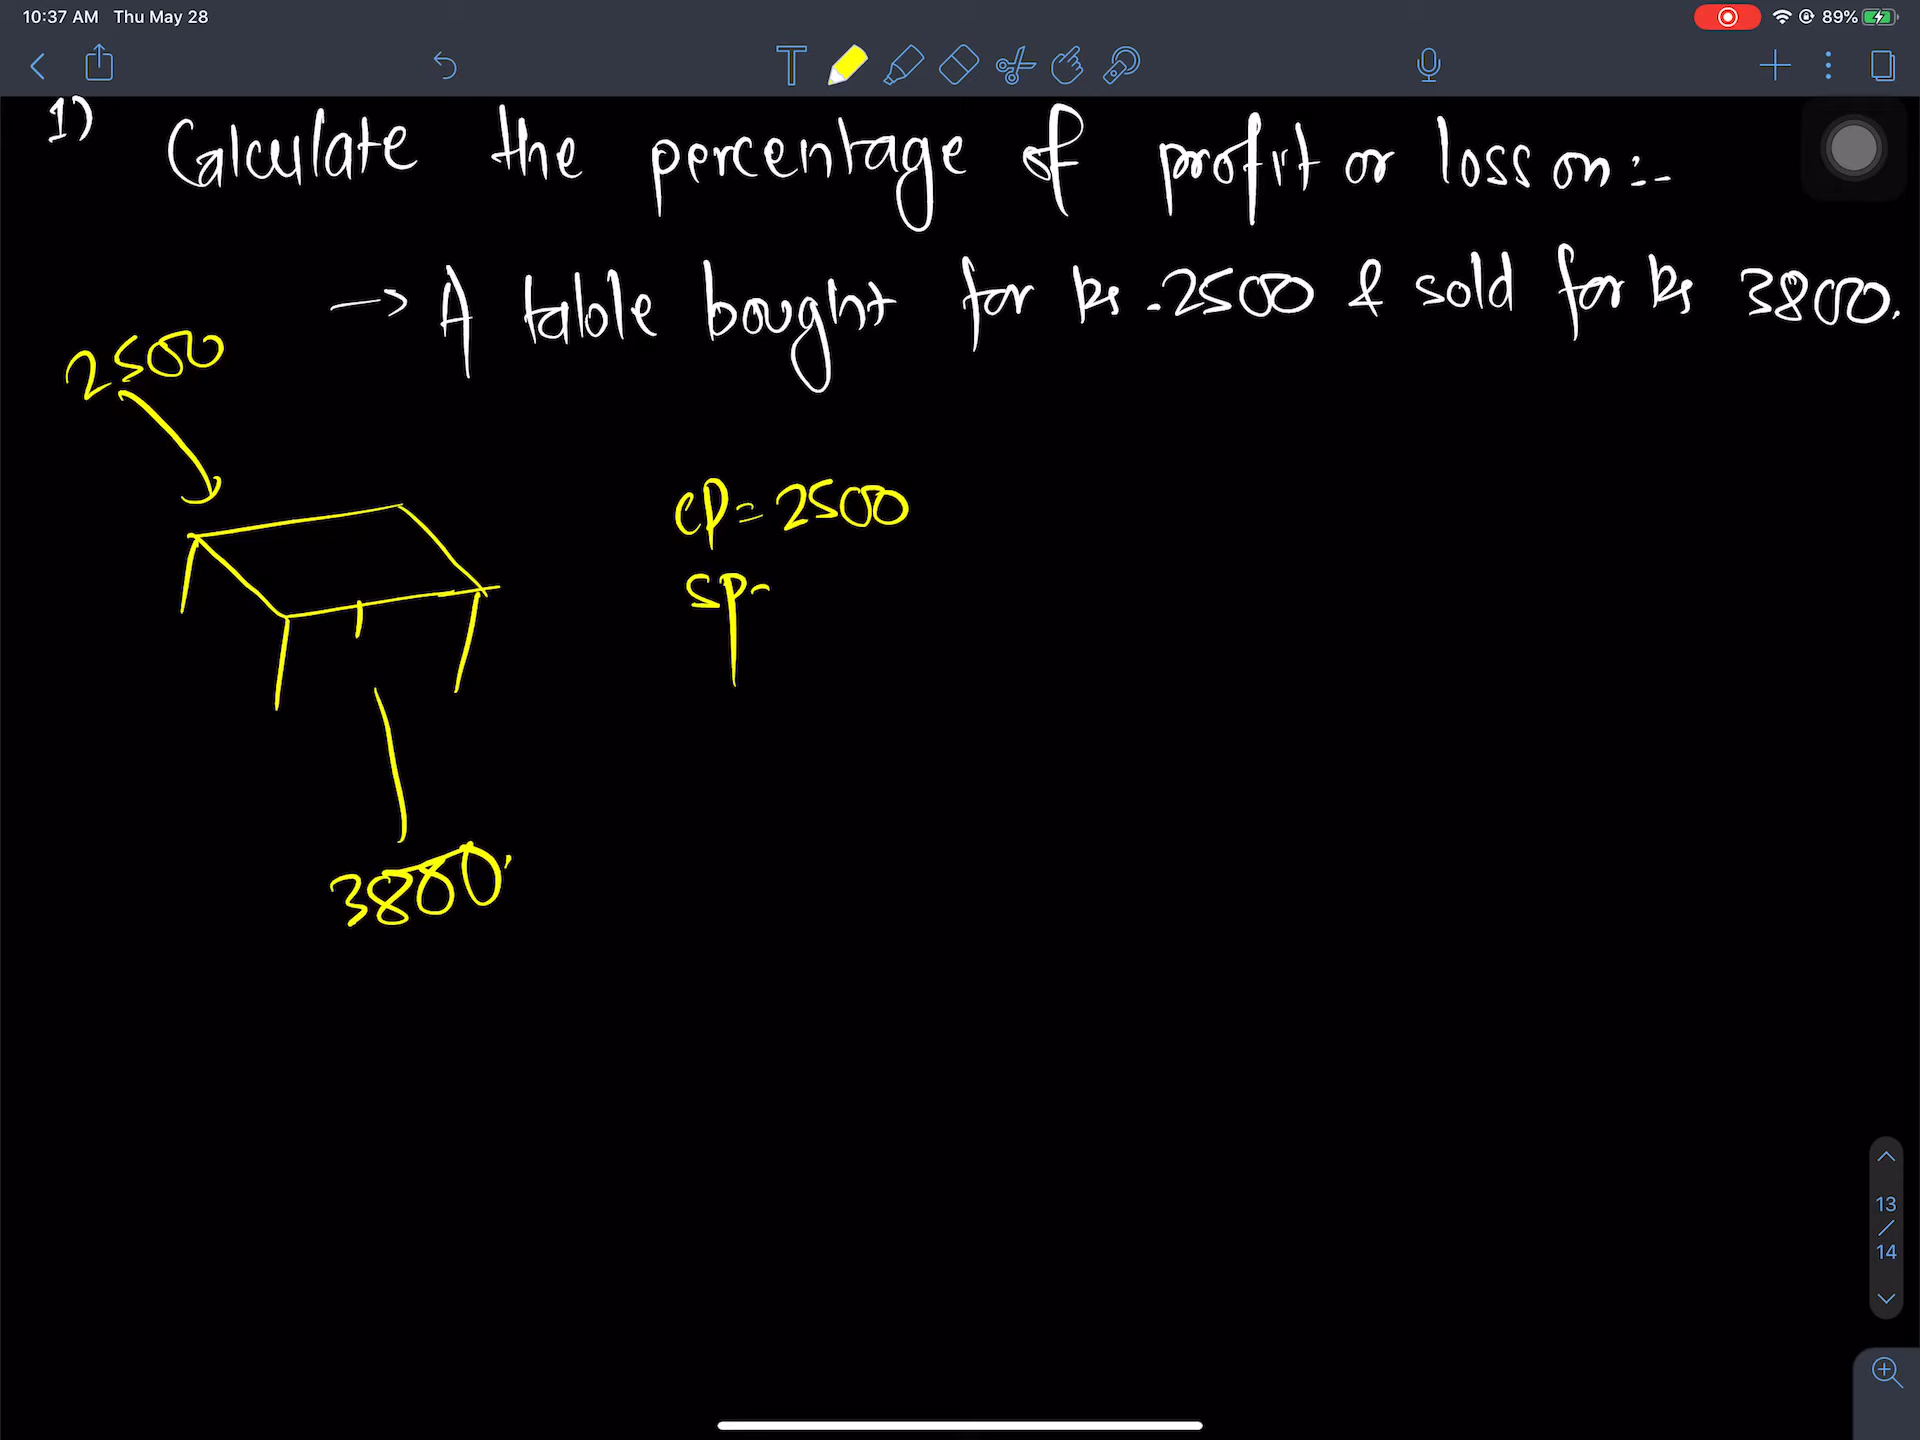 10:37 AM Thu May 28
89%
T
1) Calculate the percentage of profit or loss on :-
→ A table bought for Rs . 2500 & sold for Rs 3800.
2500
CP = 2500
SP -
3800.
13
/
14